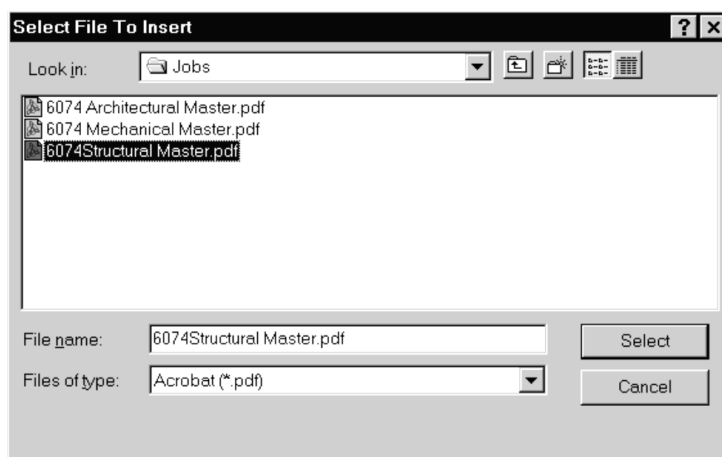 Select File To Insert
Look in: Jobs
6074 Architectural Master.pdf
6074 Mechanical Master.pdf
6074Structural Master.pdf
File name: 6074Structural Master.pdf Select
Files of type: Acrobat (*.pdf) Cancel